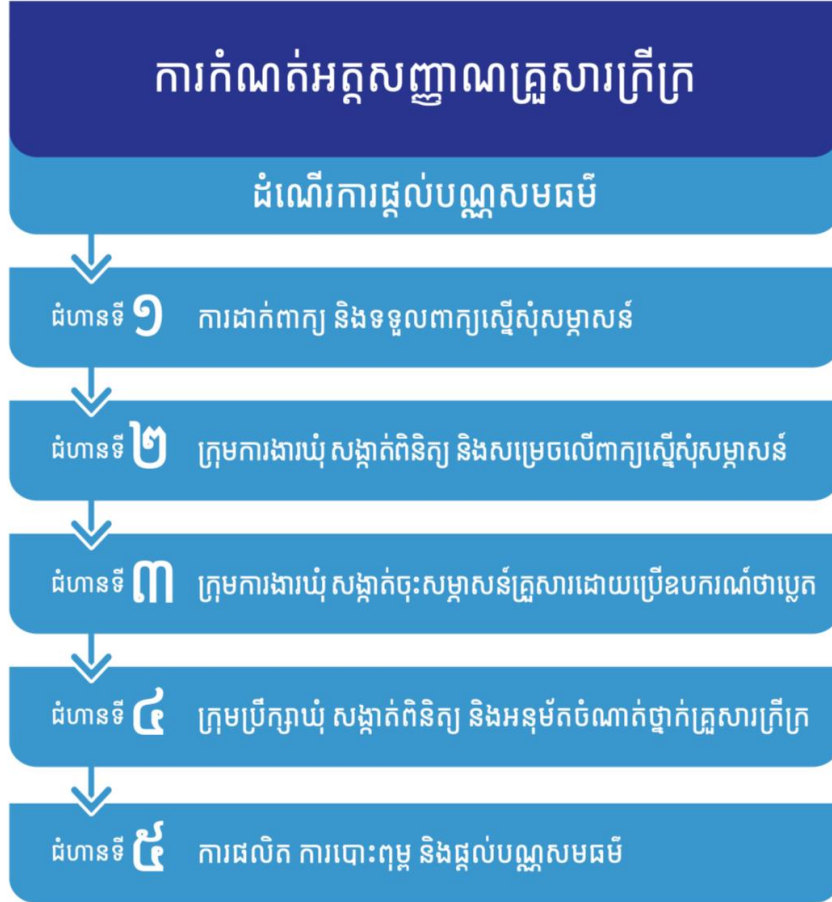 ការកំណត់អត្តសញ្ញាណគ្រួសារក្រីក្រ
ដំណើរការផ្តល់បណ្ណសមធម៌
ជំហានទី ១ ការដាក់ពាក្យ និងទទួលពាក្យស្នើសុំសម្ភាសន៍
ជំហានទី ២ ក្រុមការងារឃុំ សង្កាត់ពិនិត្យ និងសម្រេចលើពាក្យស្នើសុំសម្ភាសន៍
ជំហានទី ៣ ក្រុមការងារឃុំ សង្កាត់ចុះសម្ភាសន៍គ្រួសារដោយប្រើឧបករណ៍ថាប្លេត
ជំហានទី ៤ ក្រុមប្រឹក្សាឃុំ សង្កាត់ពិនិត្យ និងអនុម័តចំណាត់ថ្នាក់គ្រួសារក្រីក្រ
ជំហានទី ៥ ការផលិត ការបោះពុម្ព និងផ្តល់បណ្ណសមធម៌